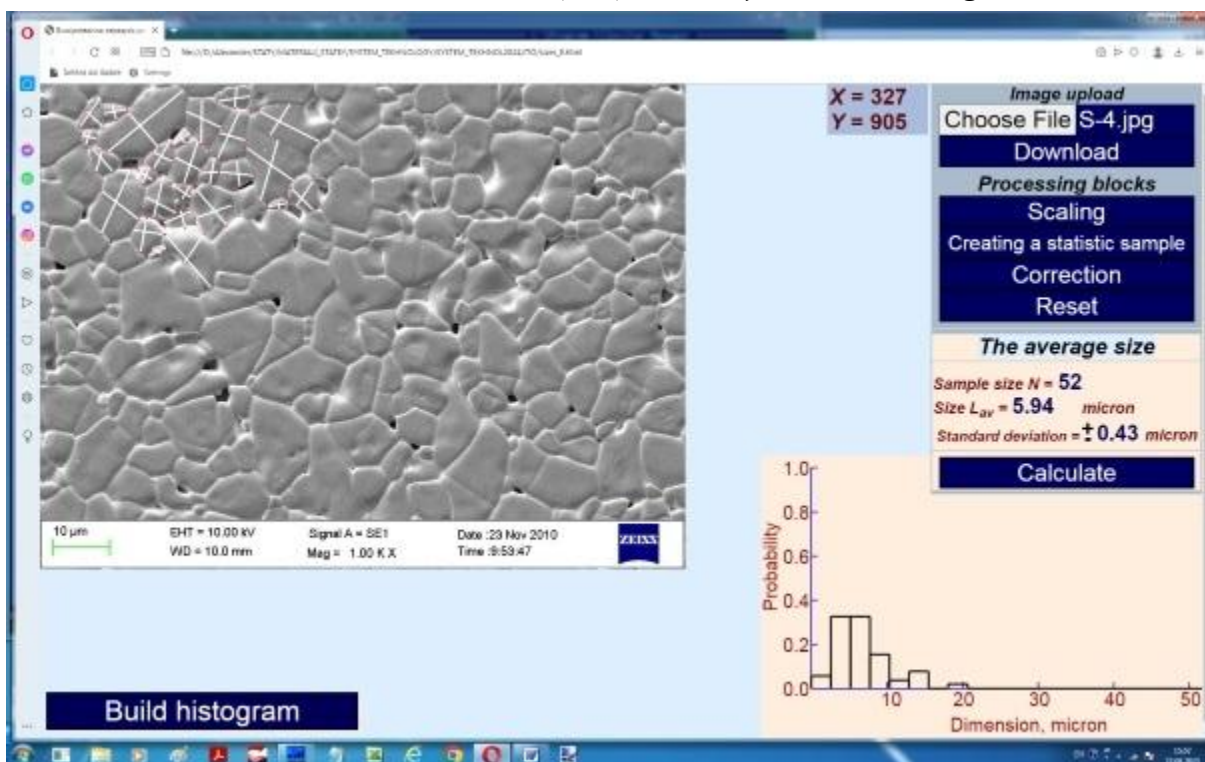 X = 327
Y = 905
Image upload
Choose File S-4.jpg
Download
Processing blocks
Scaling
Creating a statistic sample
Correction
Reset
The average size
Sample size N = 52
Size Lav = 5.94 micron
Standard deviation = ± 0.43 micron
Calculate
10 µm
EHT = 10.00 kV
WD = 10.0 mm
Signal A = SE1
Mag = 1.00 K X
Date :23 Nov 2010
Time :9:53:47
ZEISS
Probability
1.0
0.8
0.6
0.4
0.2
0.0
10 20 30 40 50
Dimension, micron
Build histogram